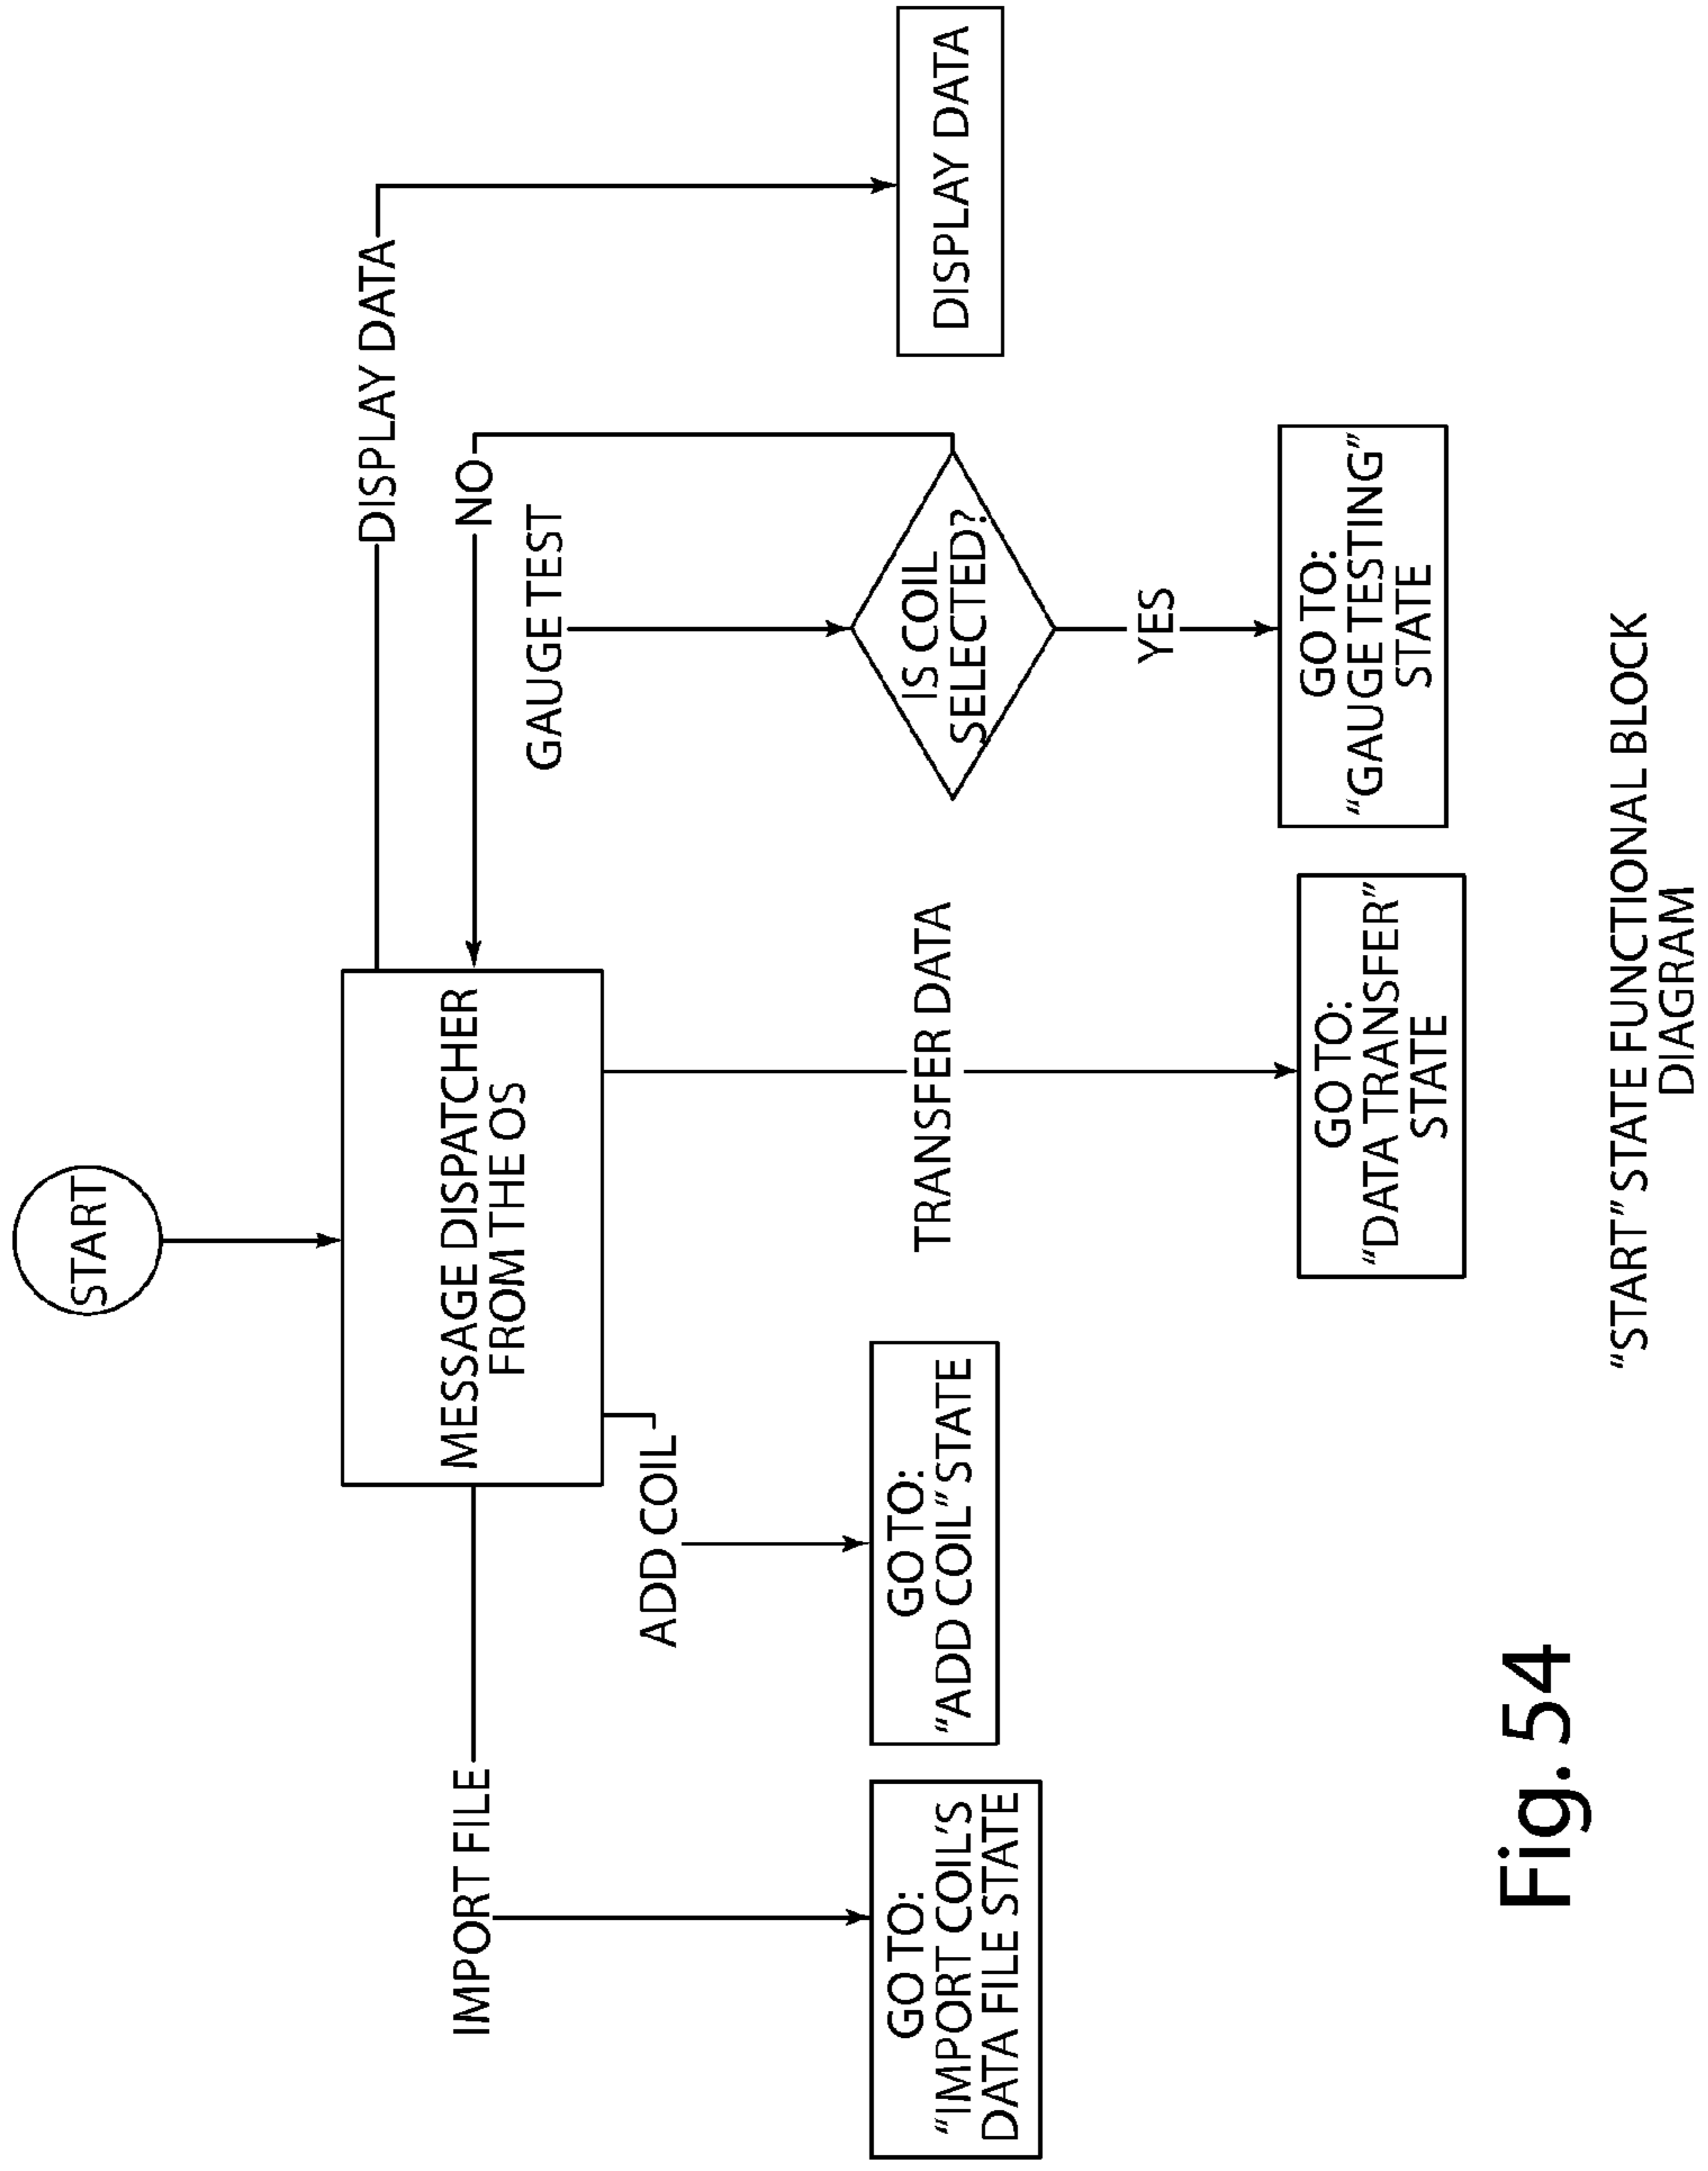 START
MESSAGE DISPATCHER
FROM THE OS
DISPLAY DATA
NO
IMPORT FILE
GAUGE TEST
ADD COIL
TRANSFER DATA
GO TO:
“IMPORT COIL’S
DATA FILE STATE
GO TO:
“ADD COIL” STATE
IS COIL
SELECTED?
DISPLAY DATA
YES
GO TO:
“DATA TRANSFER”
STATE
GO TO:
“GAUGE TESTING”
STATE
Fig. 54
“START” STATE FUNCTIONAL BLOCK
DIAGRAM